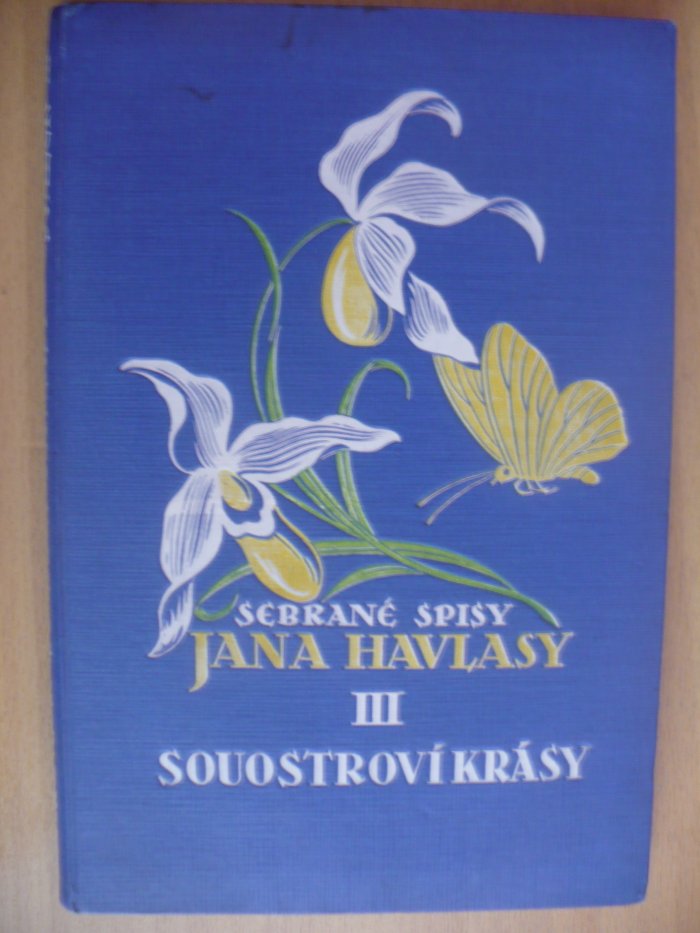 SEBRANÉ SPISY
JANA HAVLASY
III
SOUOSTROVÍ KRÁSY